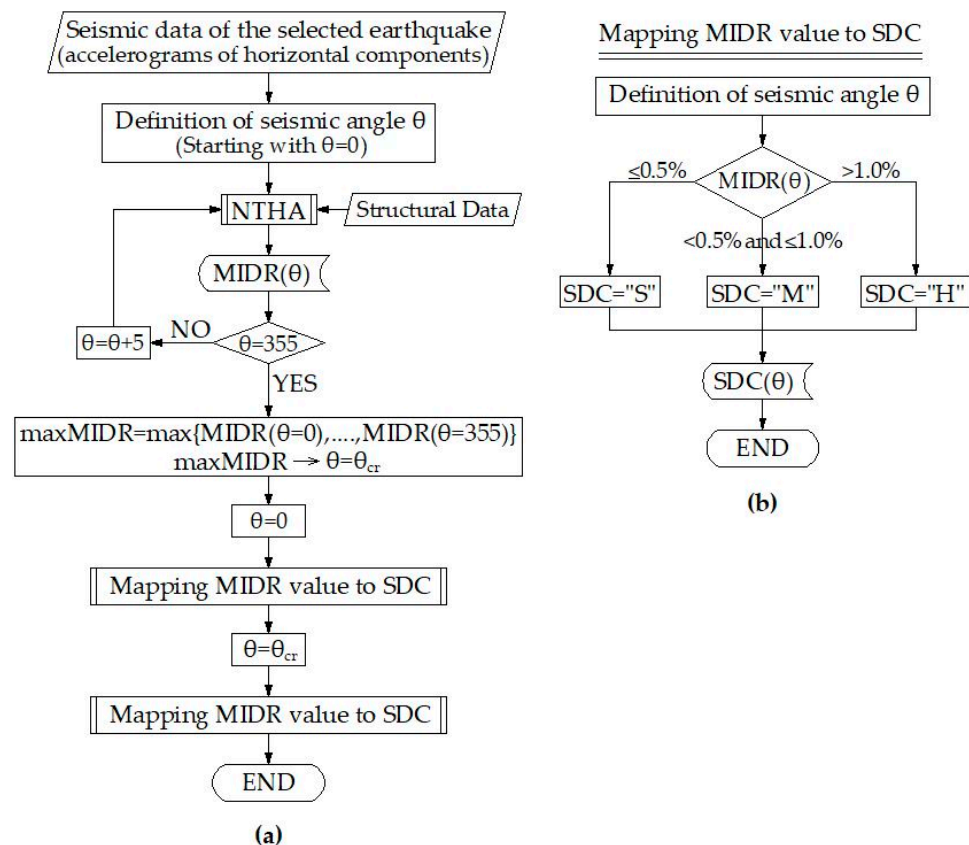 Seismic data of the selected earthquake
(accelerograms of horizontal components)
Definition of seismic angle θ
(Starting with θ=0)
NTHA
Structural Data
MIDR(θ)
θ=θ+5
NO
θ=355
YES
maxMIDR=max{MIDR(θ=0),....,MIDR(θ=355)}
maxMIDR → θ=θcr
θ=0
Mapping MIDR value to SDC
θ=θcr
Mapping MIDR value to SDC
END
(a)
Mapping MIDR value to SDC
Definition of seismic angle θ
≤0.5%
MIDR(θ)
>1.0%
<0.5% and ≤1.0%
SDC="S"
SDC="M"
SDC="H"
SDC(θ)
END
(b)